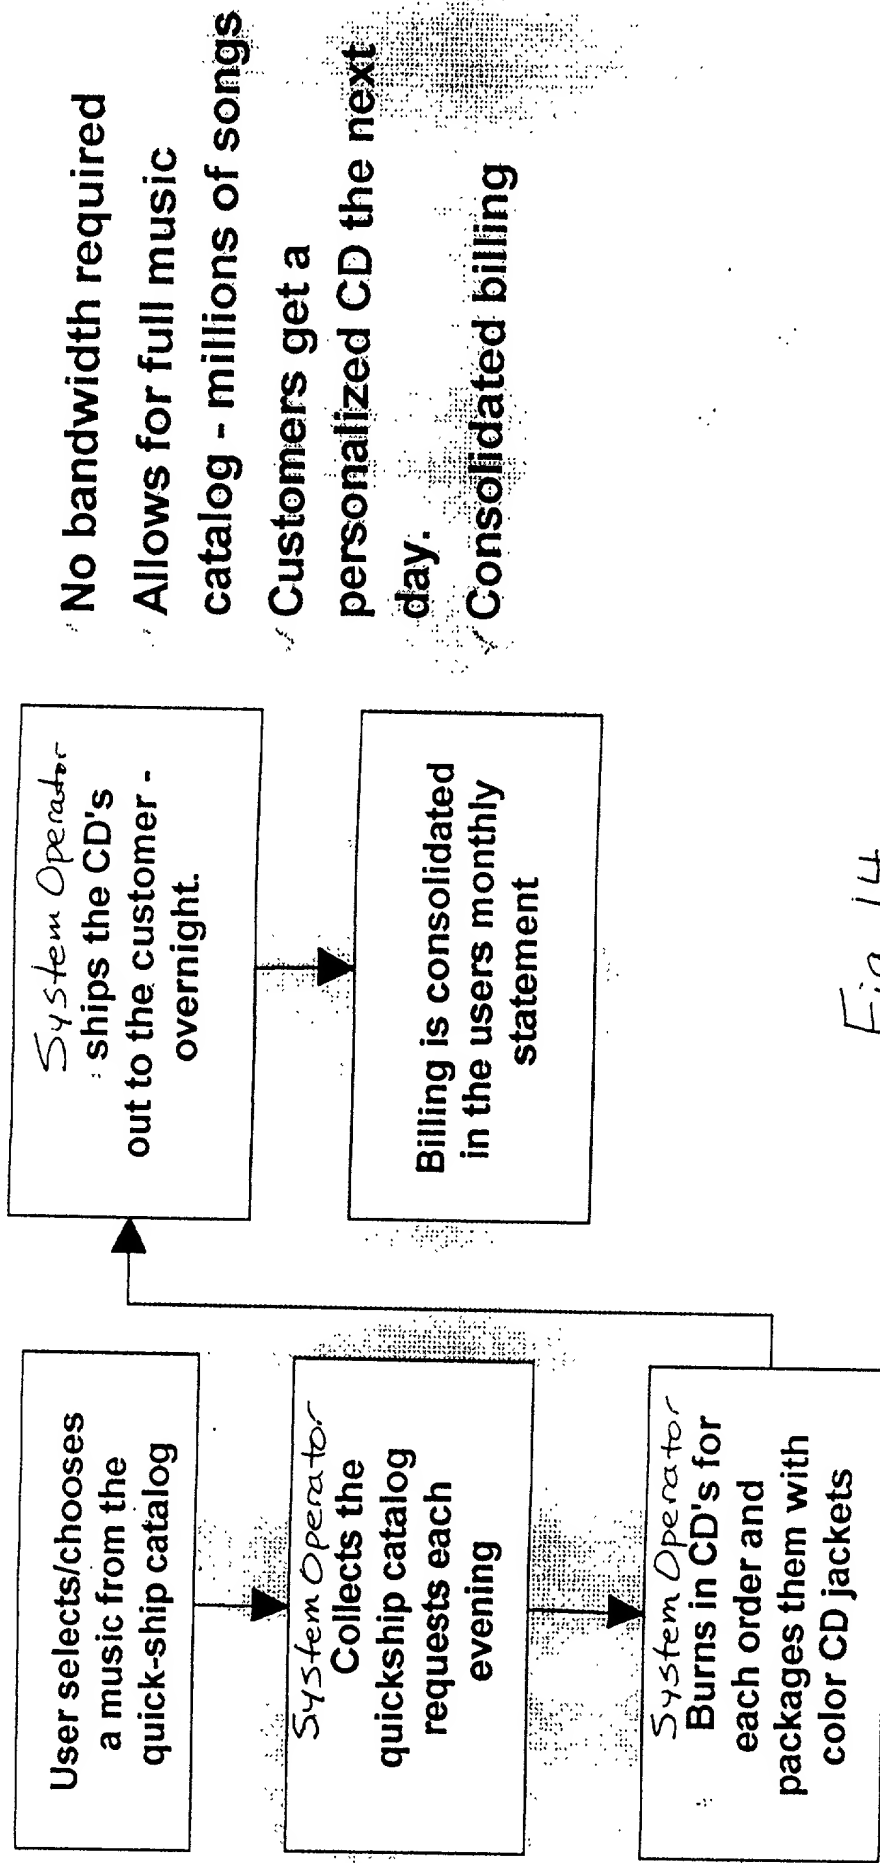 User selects/chooses
a music from the
quick-ship catalog
System Operator
Collects the
quickship catalog
requests each
evening
System Operator
Burns in CD's for
each order and
packages them with
color CD jackets
System Operator
ships the CD's
out to the customer -
overnight.
Billing is consolidated
in the users monthly
statement
No bandwidth required
Allows for full music
catalog - millions of songs
Customers get a
personalized CD the next
day.
Consolidated billing
Fig 14